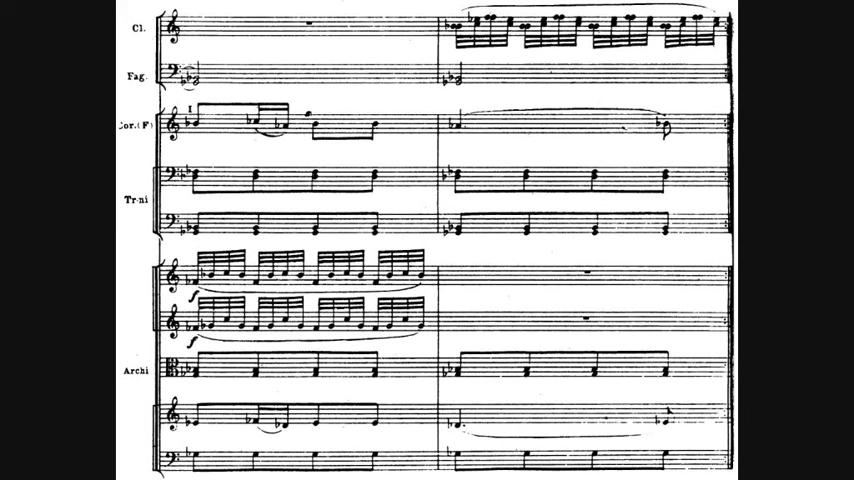 Cl.
Fag.
I
Cor.(F)
Tr-ni
f
f
Archi